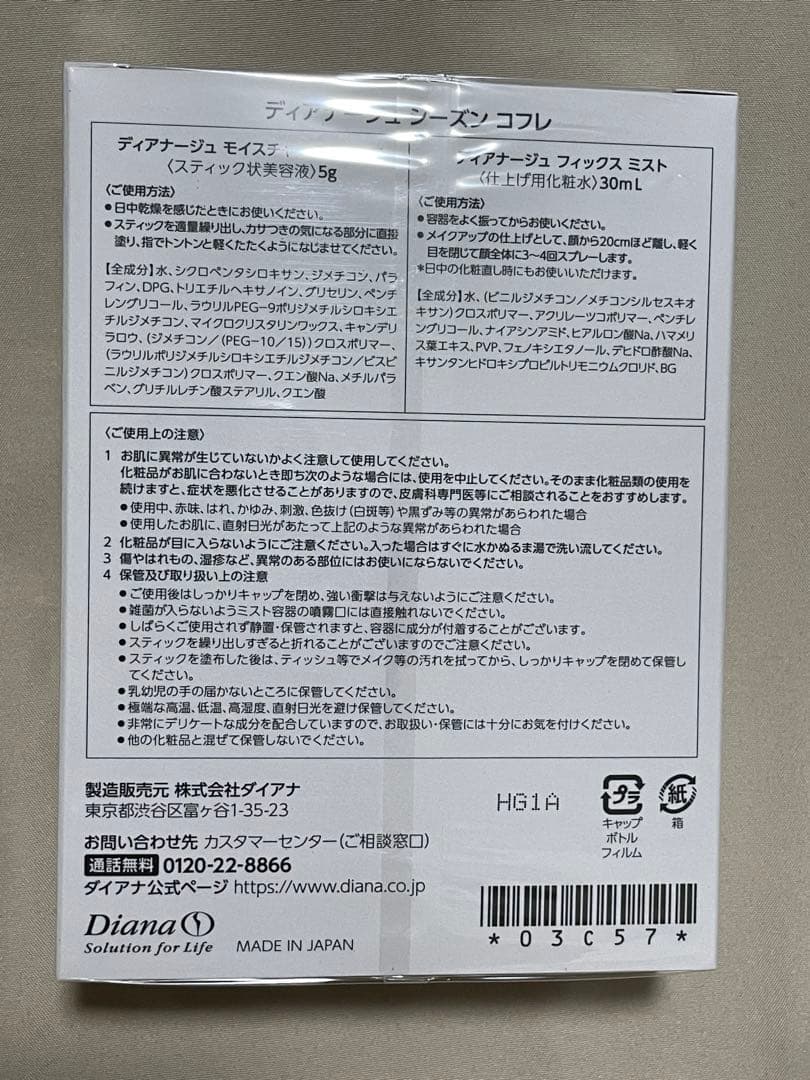 ディアナージュ シーズン コフレ
ディアナージュ モイスチ
〈スティック状美容液〉5g
〈ご使用方法〉
●日中乾燥を感じたときにお使いください。
●スティックを適量繰り出し、カサつきの気になる部分に直接
塗り、指でトントンと軽くたたくようになじませてください。
【全成分】水、シクロペンタシロキサン、ジメチコン、パラ
フィン、DPG、トリエチルヘキサノイン、グリセリン、ペンチ
レングリコール、ラウリルPEG-9ポリジメチルシロキシエ
チルジメチコン、マイクロクリスタリンワックス、キャンデリ
ラロウ、(ジメチコン/(PEG-10/15))クロスポリマー、
(ラウリルポリジメチルシロキシエチルジメチコン/ビスビ
ニルジメチコン)クロスポリマー、クエン酸Na、メチルパラ
ベン、グリチルレチン酸ステアリル、クエン酸
ディアナージュ フィックス ミスト
〈仕上げ用化粧水〉30mL
〈ご使用方法〉
●容器をよく振ってからお使いください。
●メイクアップの仕上げとして、顔から20cmほど離し、軽く
目を閉じて顔全体に3~4回スプレーします。
*日中の化粧直し時にもお使いいただけます。
【全成分】水、(ビニルジメチコン/メチコンシルセスキオ
キサン)クロスポリマー、アクリレーツコポリマー、ペンチレ
ングリコール、ナイアシンアミド、ヒアルロン酸Na、ハマメリ
ス葉エキス、PVP、フェノキシエタノール、デヒドロ酢酸Na、
キサンタンヒドロキシプロピルトリモニウムクロリド、BG
〈ご使用上の注意〉
1 お肌に異常が生じていないかよく注意して使用してください。
化粧品がお肌に合わないとき即ち次のような場合には、使用を中止してください。そのまま化粧品類の使用を
続けますと、症状を悪化させることがありますので、皮膚科専門医等にご相談されることをおすすめします。
●使用中、赤味、はれ、かゆみ、刺激、色抜け(白斑等)や黒ずみ等の異常があらわれた場合
●使用したお肌に、直射日光があたって上記のような異常があらわれた場合
2 化粧品が目に入らないようにご注意ください。入った場合はすぐに水かぬるま湯で洗い流してください。
3 傷やはれもの、湿疹など、異常のある部位にはお使いにならないでください。
4 保管及び取り扱い上の注意
●ご使用後はしっかりキャップを閉め、強い衝撃は与えないようにご注意ください。
●雑菌が入らないようミスト容器の噴霧口には直接触れないでください。
●しばらくご使用されず静置・保管されますと、容器に成分が付着することがございます。
●スティックを繰り出しすぎると折れることがございますのでご注意ください。
●スティックを塗布した後は、ティッシュ等でメイク等の汚れを拭ってから、しっかりキャップを閉めて保管し
てください。
●乳幼児の手の届かないところに保管してください。
●極端な高温、低温、高湿度、直射日光を避け保管してください。
●非常にデリケートな成分を配合していますので、お取扱い・保管には十分にお気を付けください。
●他の化粧品と混ぜて保管しないでください。
製造販売元 株式会社ダイアナ
東京都渋谷区富ヶ谷1-35-23
お問い合わせ先 カスタマーセンター(ご相談窓口)
通話無料 0120-22-8866
ダイアナ公式ページ https://www.diana.co.jp
Diana
Solution for Life
MADE IN JAPAN
HG1A
プラ
キャップ
ボトル
フィルム
紙
箱
*03C57*